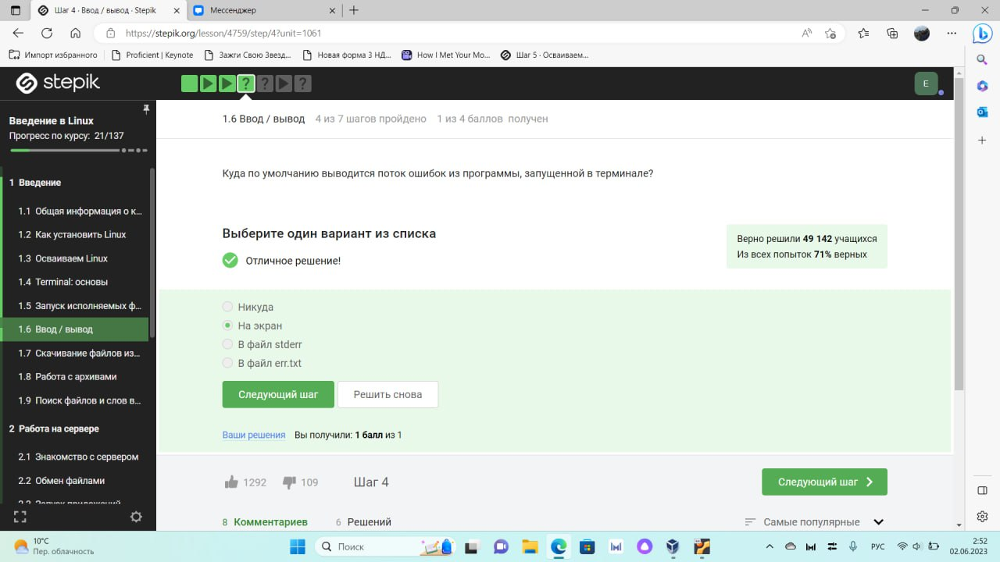 Шаг 4 · Ввод / вывод · Stepik
Мессенджер
https://stepik.org/lesson/4759/step/4?unit=1061
Импорт избранного
Proficient | Keynote
Зажги Свою Звезд...
Новая форма 3 НД...
How I Met Your Mo...
Шаг 5 · Осваиваем...
stepik
E
Введение в Linux
Прогресс по курсу: 21/137
1 Введение
1.1 Общая информация о к...
1.2 Как установить Linux
1.3 Осваиваем Linux
1.4 Terminal: основы
1.5 Запуск исполняемых ф...
1.6 Ввод / вывод
1.7 Скачивание файлов из...
1.8 Работа с архивами
1.9 Поиск файлов и слов в...
2 Работа на сервере
2.1 Знакомство с сервером
2.2 Обмен файлами
2.3 Запуск приложений
1.6 Ввод / вывод 4 из 7 шагов пройдено 1 из 4 баллов получен
Куда по умолчанию выводится поток ошибок из программы, запущенной в терминале?
Выберите один вариант из списка
Отличное решение!
Верно решили 49 142 учащихся
Из всех попыток 71% верных
Никуда
На экран
В файл stderr
В файл err.txt
Следующий шаг
Решить снова
Ваши решения Вы получили: 1 балл из 1
1292
109
Шаг 4
Следующий шаг
8 Комментариев
6 Решений
Самые популярные
10°C
Пер. облачность
Поиск
РУС
2:52
02.06.2023